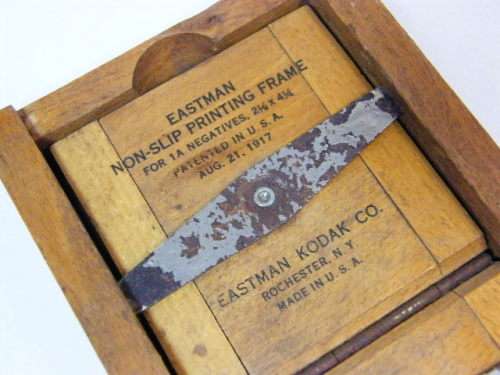 EASTMAN
NON-SLIP PRINTING FRAME
FOR 1A NEGATIVES, 2½ X 4¼
PATENTED IN U.S.A.
AUG. 21, 1917
EASTMAN KODAK CO.
ROCHESTER, N.Y.
MADE IN U.S.A.